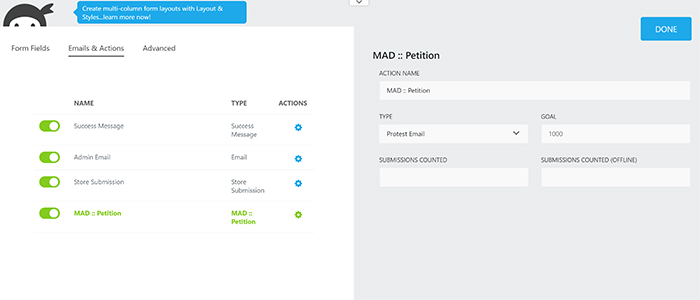 Create multi-column form layouts with Layout &
Styles...learn more now!
DONE
Form Fields
Emails & Actions
Advanced
MAD :: Petition
ACTION NAME
MAD :: Petition
TYPE
GOAL
Protest Email
1000
SUBMISSIONS COUNTED
SUBMISSIONS COUNTED (OFFLINE)
NAME
TYPE
ACTIONS
Success Message
Success
Message
Admin Email
Email
Store Submission
Store
Submission
MAD :: Petition
MAD ::
Petition